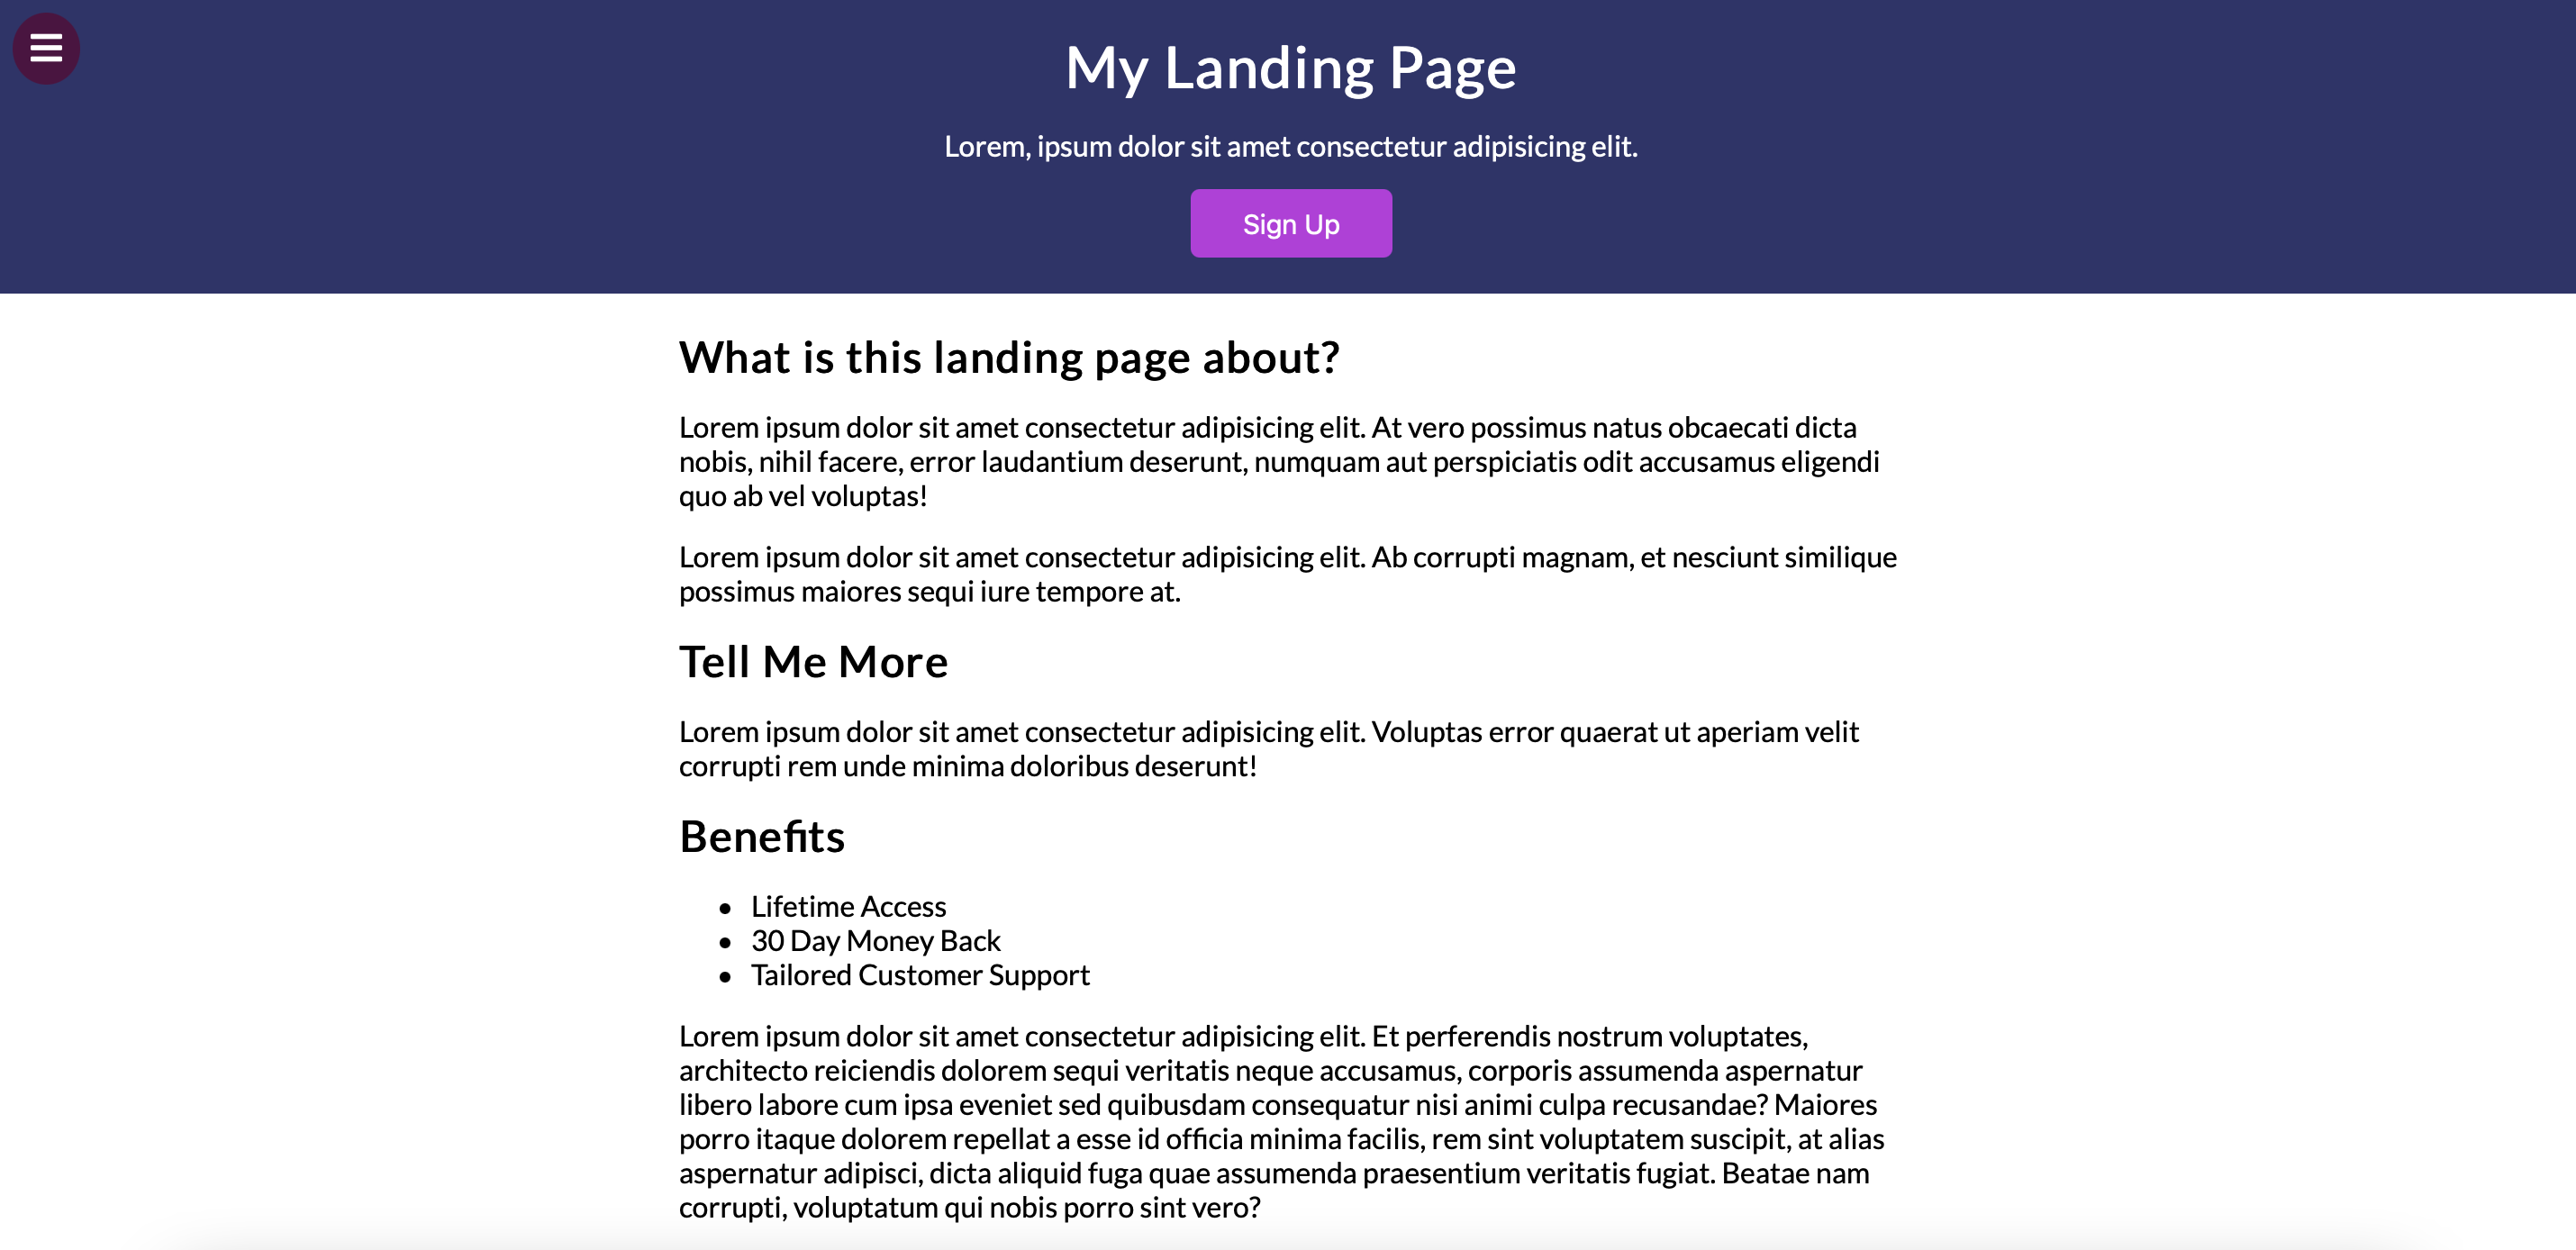 My Landing Page
Lorem, ipsum dolor sit amet consectetur adipisicing elit.
Sign Up
What is this landing page about?
Lorem ipsum dolor sit amet consectetur adipisicing elit. At vero possimus natus obcaecati dicta
nobis, nihil facere, error laudantium deserunt, numquam aut perspiciatis odit accusamus eligendi
quo ab vel voluptas!
Lorem ipsum dolor sit amet consectetur adipisicing elit. Ab corrupti magnam, et nesciunt similique
possimus maiores sequi iure tempore at.
Tell Me More
Lorem ipsum dolor sit amet consectetur adipisicing elit. Voluptas error quaerat ut aperiam velit
corrupti rem unde minima doloribus deserunt!
Benefits
• Lifetime Access
• 30 Day Money Back
• Tailored Customer Support
Lorem ipsum dolor sit amet consectetur adipisicing elit. Et perferendis nostrum voluptates,
architecto reiciendis dolorem sequi veritatis neque accusamus, corporis assumenda aspernatur
libero labore cum ipsa eveniet sed quibusdam consequatur nisi animi culpa recusandae? Maiores
porro itaque dolorem repellat a esse id officia minima facilis, rem sint voluptatem suscipit, at alias
aspernatur adipisci, dicta aliquid fuga quae assumenda praesentium veritatis fugiat. Beatae nam
corrupti, voluptatum qui nobis porro sint vero?